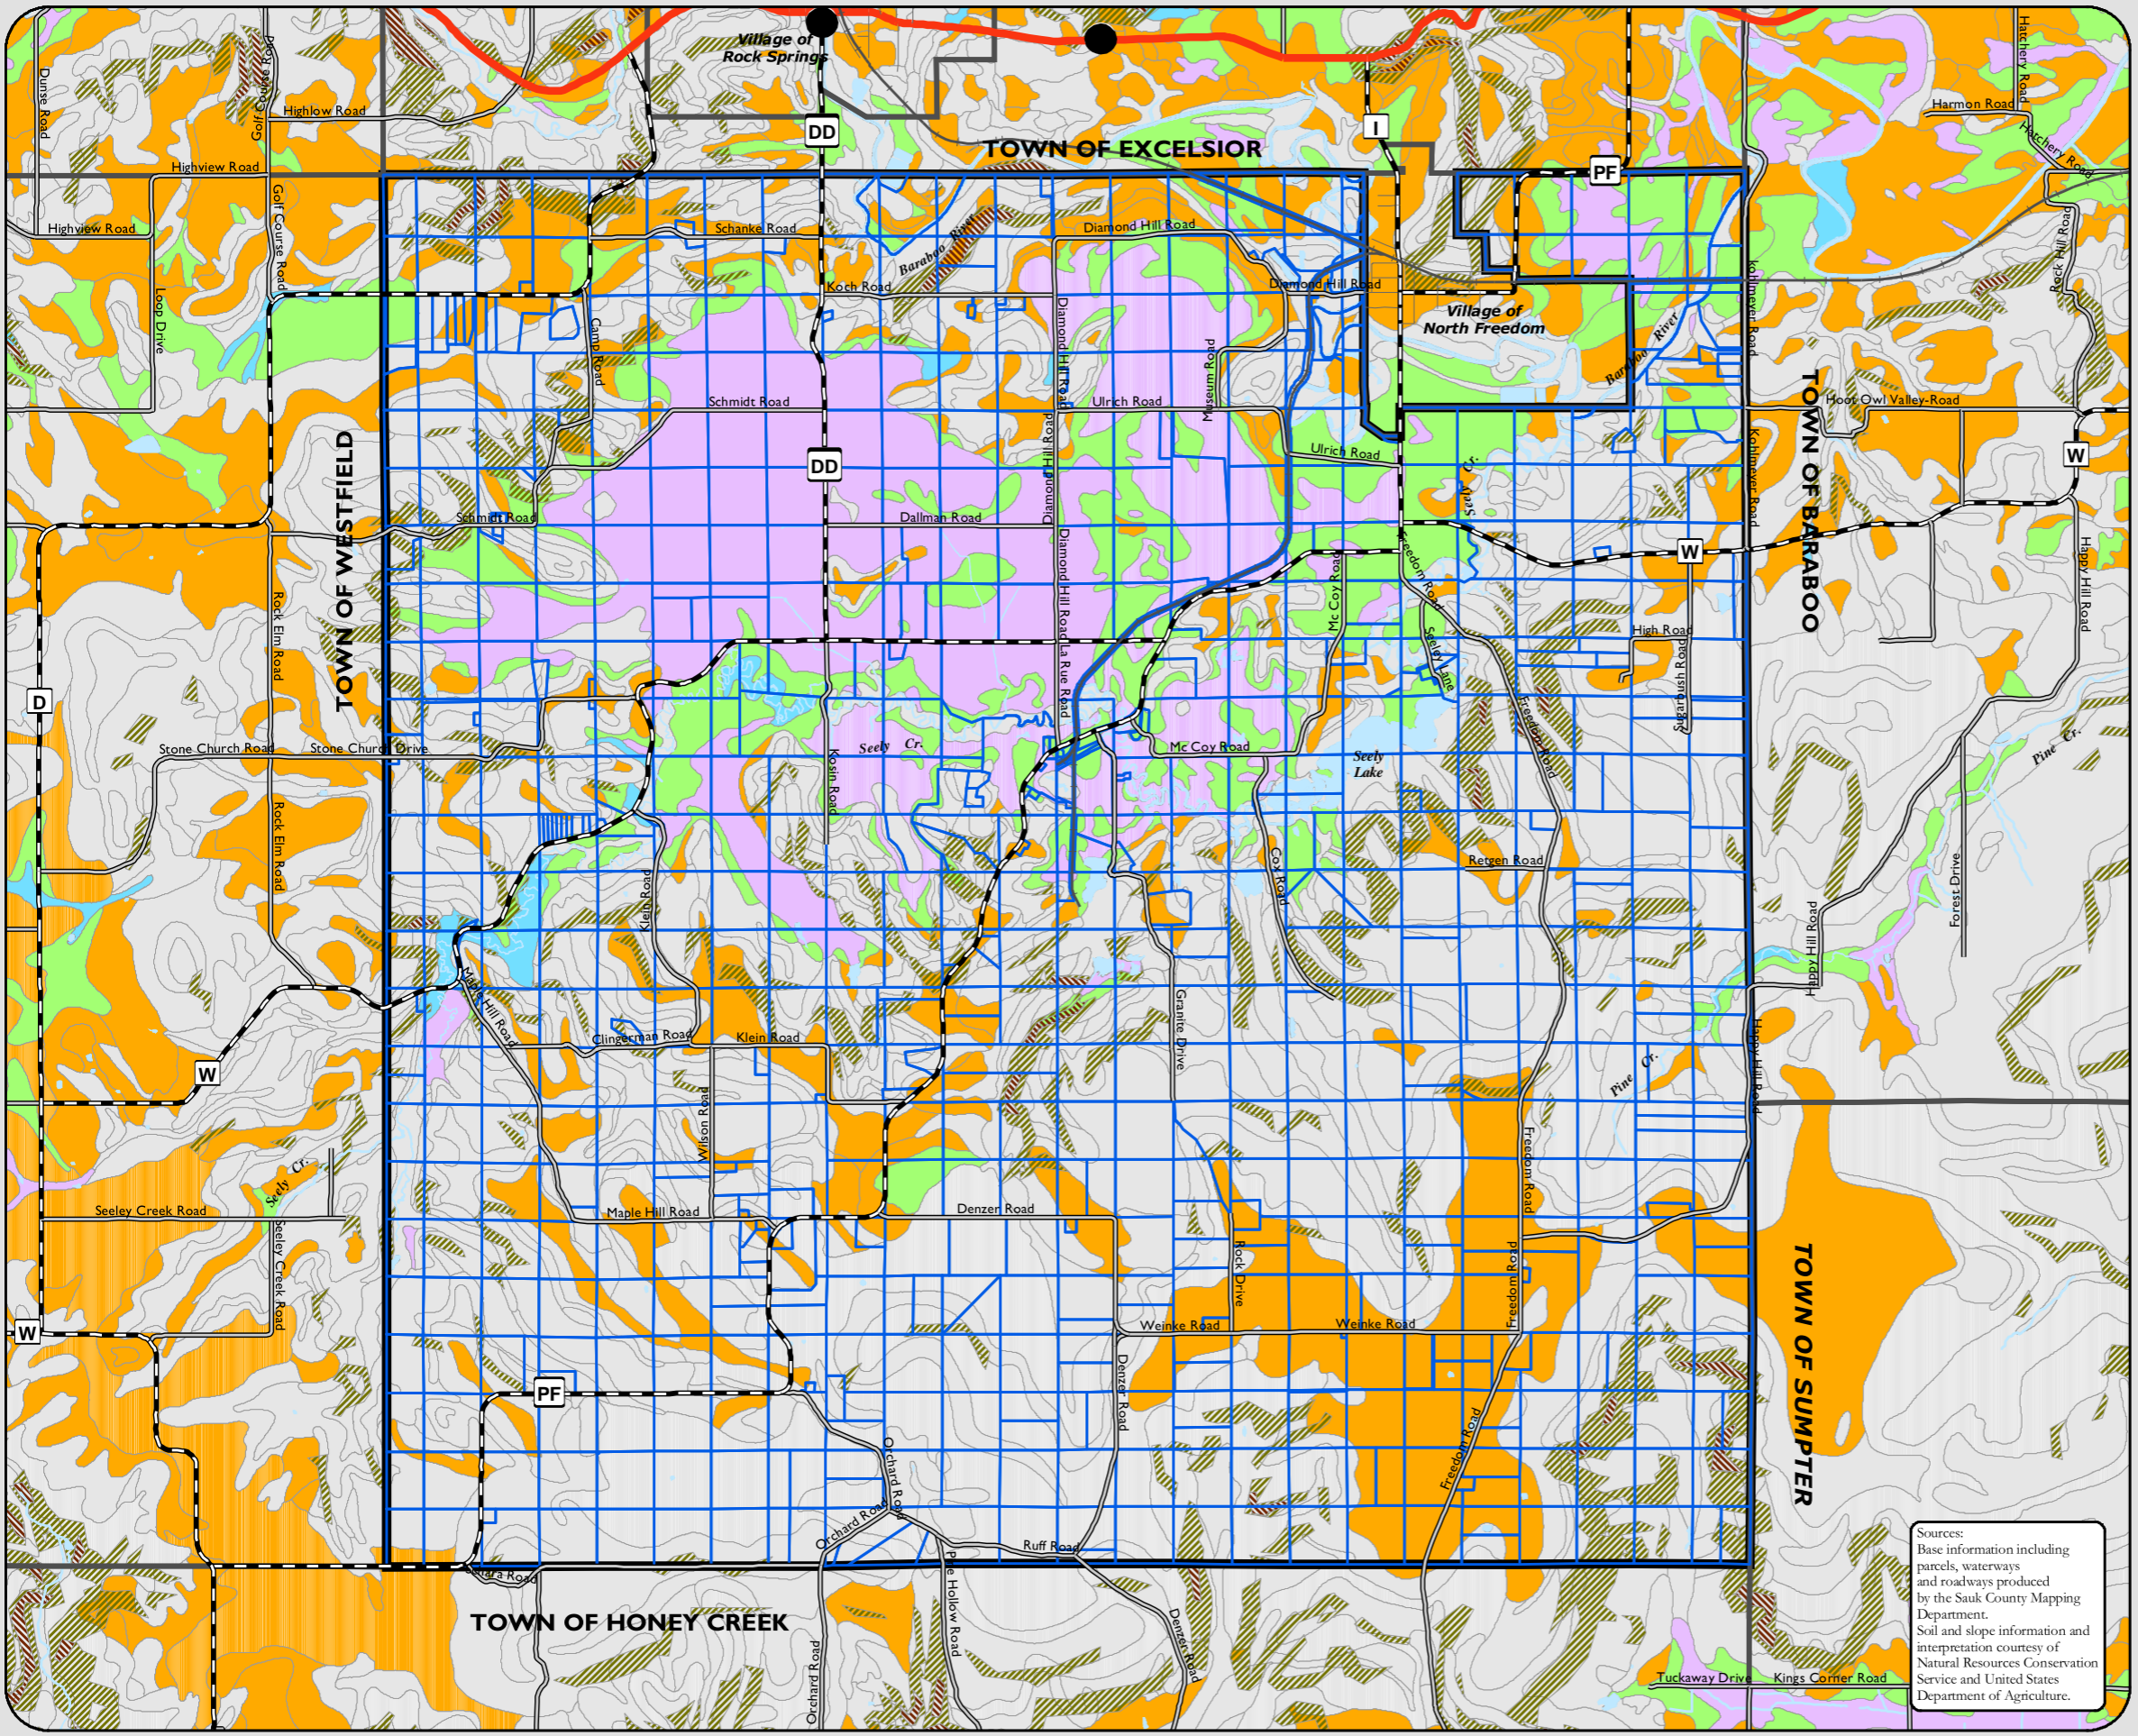 Village of
Rock Springs
DD
TOWN OF EXCELSIOR
I
PF
Hatchery Road
Harmon Road
Hatchery Road
Dunse Road
Golf Course Road
Highlow Road
Highview Road
Highview Road
Golf Course Road
Loop Drive
Schanke Road
Baraboo River
Diamond Hill Road
Koch Road
Diamond Hill Road
Village of
North Freedom
Rock Hill Road
Kohlmeyer Road
Baraboo River
Camp Road
Diamond Hill Road
Museum Road
Schmidt Road
Ulrich Road
Hoot Owl Valley-Road
TOWN OF WESTFIELD
TOWN OF BARABOO
Kohlmeyer Road
W
DD
Diamond Hill Road
Ulrich Road
Seely Cr.
Schmidt Road
Dallman Road
Diamond Hill Road
Freedom Road
Mc Coy Road
W
Happy Hill Road
Rock Elm Road
High Road
Seeley Lane
Sugarbush Road
La Rue Road
D
Freedom Road
Stone Church Road
Stone Church Drive
Kosin Road
Seely Cr.
Mc Coy Road
Seely
Lake
Pine Cr.
Rock Elm Road
Cox Road
Retgen Road
Klein Road
Forest Drive
Happy Hill Road
Maple Hill Road
Granite Drive
Clingerman Road
Klein Road
W
Pine Cr.
Happy Hill Road
Wilson Road
Freedom Road
Seely Cr.
Seeley Creek Road
Maple Hill Road
Denzer Road
Seeley Creek Road
Rock Drive
Freedom Road
TOWN OF SUMPTER
W
Weinke Road
Weinke Road
PF
Denzer Road
Orchard Road
Freedom Road
Orchard Road
Ruff Road
TOWN OF HONEY CREEK
Orchard Road
Pine Hollow Road
Denzer Road
Tuckaway Drive
Kings Corner Road
Sources:
Base information including
parcels, waterways
and roadways produced
by the Sauk County Mapping
Department.
Soil and slope information and
interpretation courtesy of
Natural Resources Conservation
Service and United States
Department of Agriculture.